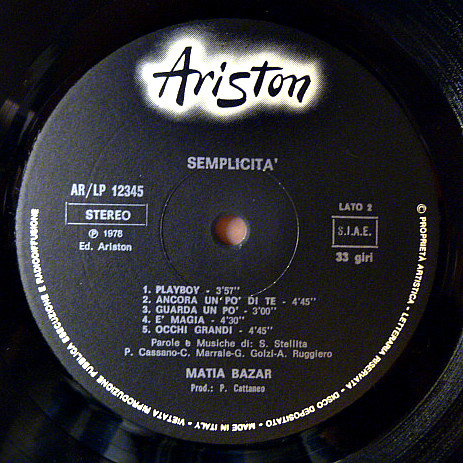 Ariston
SEMPLICITA'
AR/LP 12345
STEREO
℗ 1978
Ed. Ariston
LATO 2
S.I.A.E.
33 giri
1. PLAYBOY - 3'57''
2. ANCORA UN' PO' DI TE - 4'45''
3. GUARDA UN PO' - 3'00''
4. E' MAGIA - 4'30''
5. OCCHI GRANDI - 4'45''
Parole e Musiche di: S. Stellita
P. Cassano-C. Marrale-G. Golzi-A. Ruggiero
MATIA BAZAR
Prod.: P. Cattaneo
© PROPRIETÀ ARTISTICA - LETTERARIA RISERVATA - DISCO DEPOSITATO - MADE IN ITALY - VIETATA RIPRODUZIONE PUBBLICA ESECUZIONE E RADIODIFFUSIONE